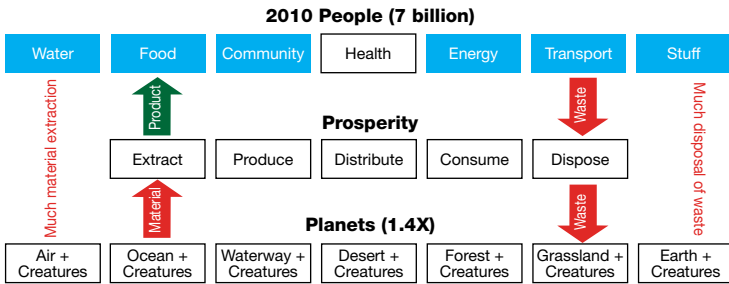 2010 People (7 billion)
Water Food Community Health Energy Transport Stuff
Much material extraction
Product
Waste
Much disposal of waste
Prosperity
Extract Produce Distribute Consume Dispose
Material
Waste
Planets (1.4X)
Air + Creatures
Ocean + Creatures
Waterway + Creatures
Desert + Creatures
Forest + Creatures
Grassland + Creatures
Earth + Creatures